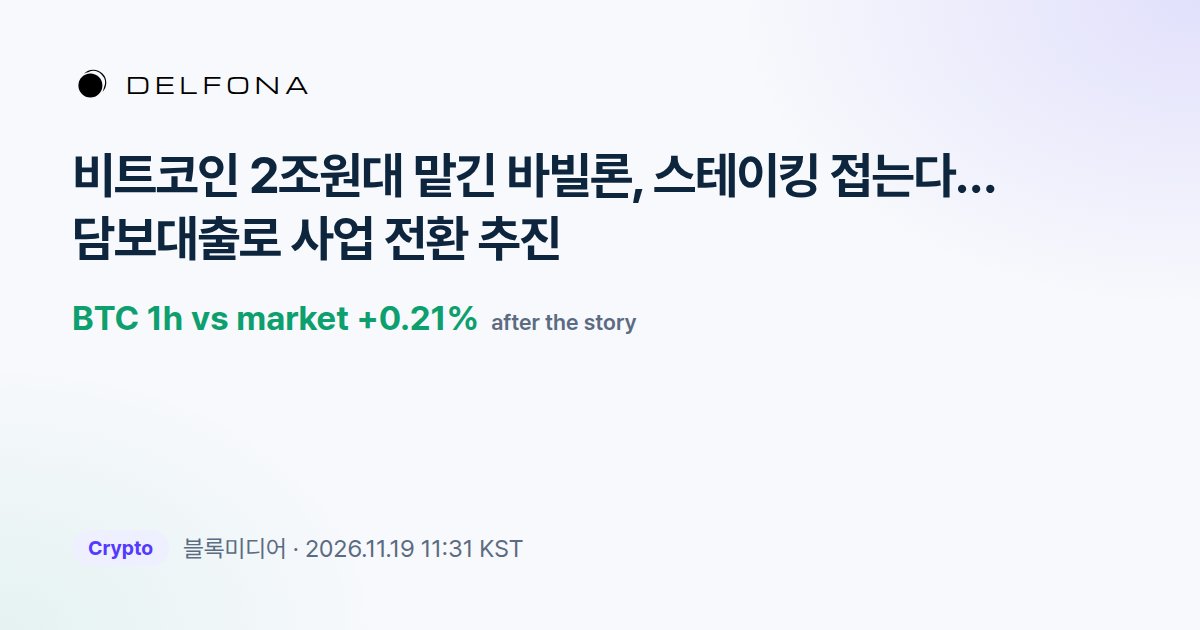 DELFONA
비트코인 2조원대 맡긴 바빌론, 스테이킹 접는다…
담보대출로 사업 전환 추진
BTC 1h vs market +0.21% after the story
Crypto 블록미디어 · 2026.11.19 11:31 KST